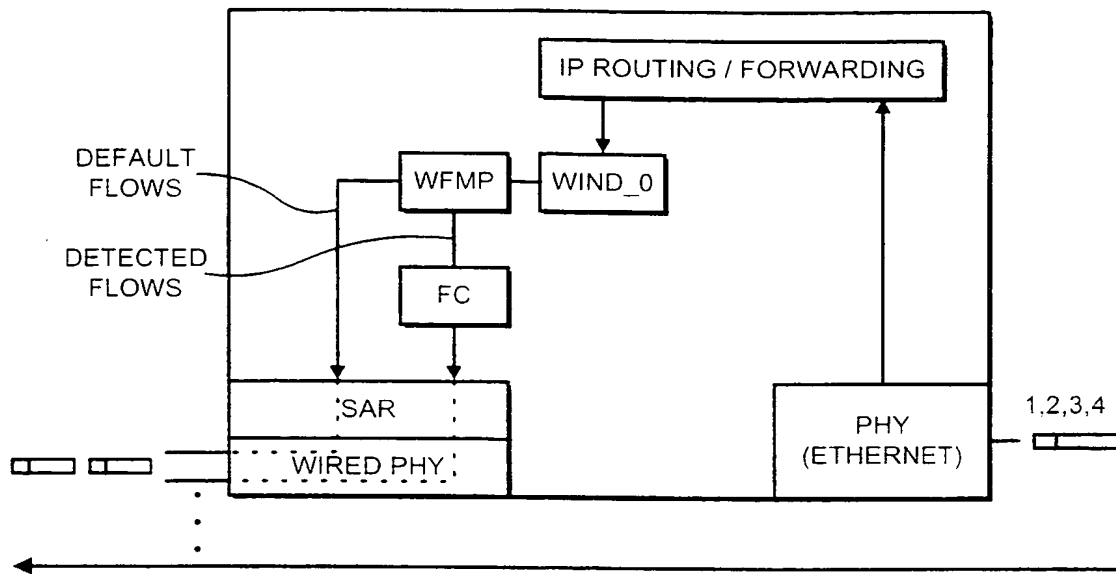 IP ROUTING / FORWARDING
DEFAULT
FLOWS
WFMP
WIND_0
DETECTED
FLOWS
FC
SAR
1,2,3,4
PHY
(ETHERNET)
WIRED PHY